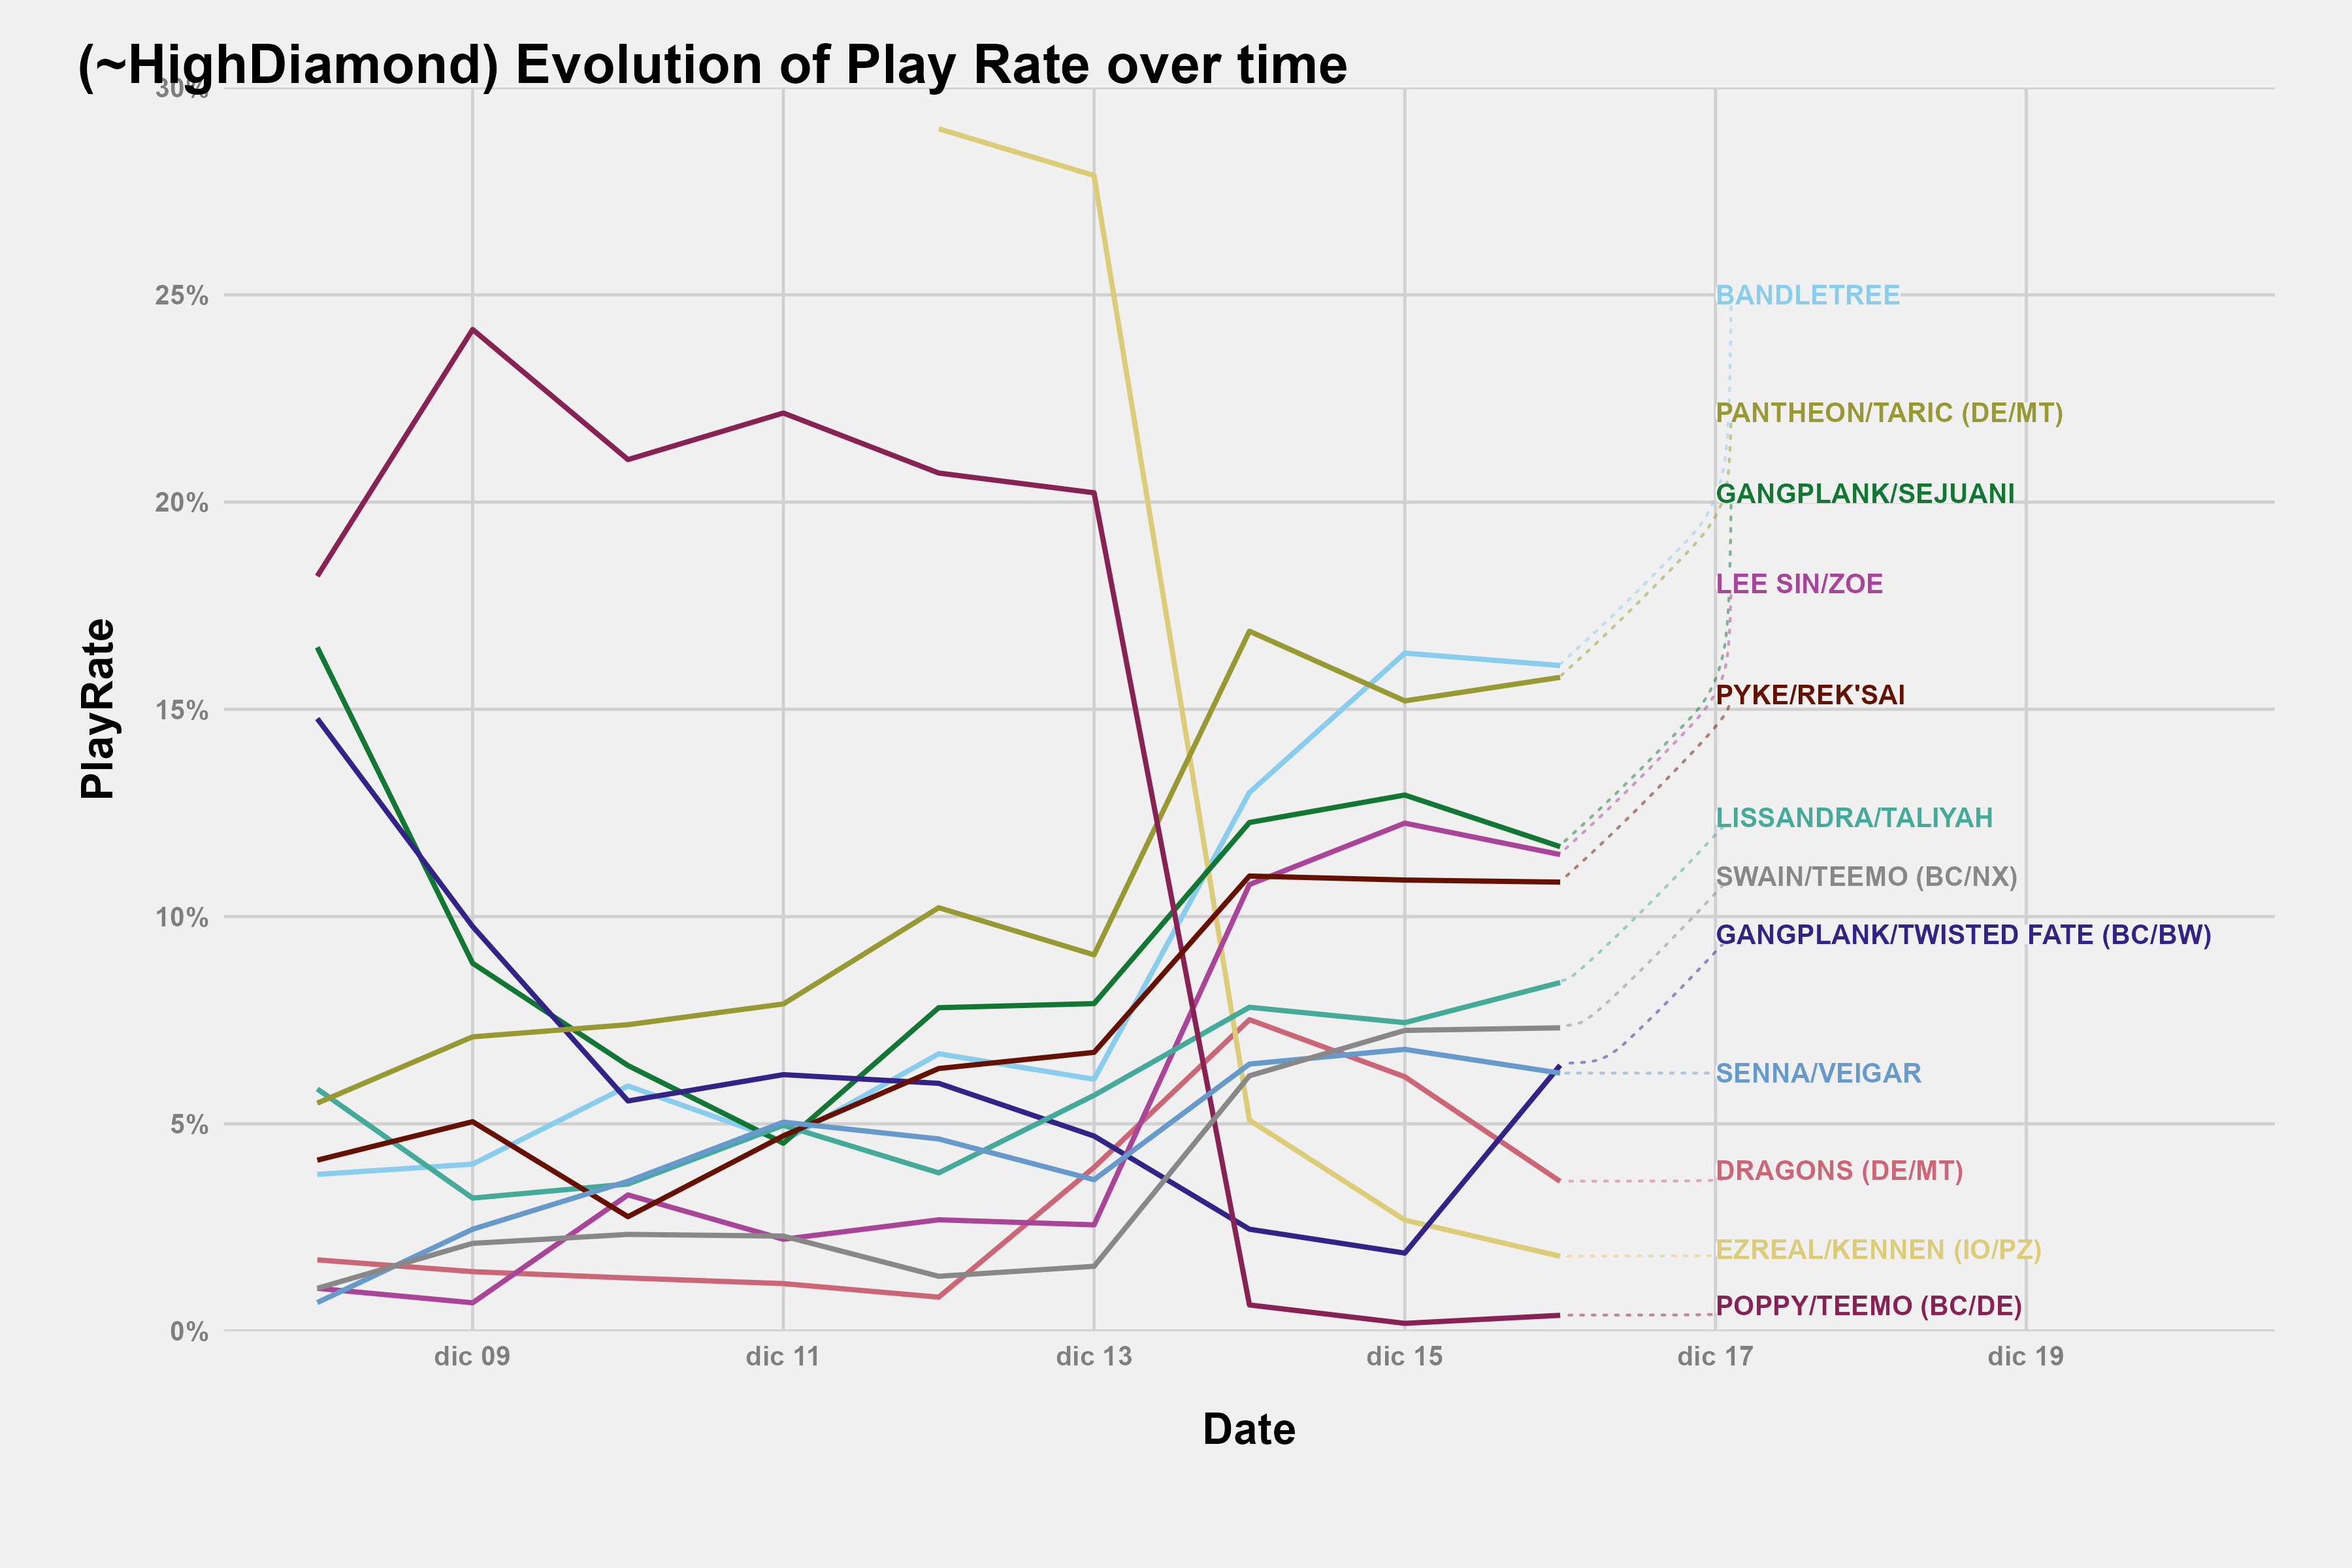 (~HighDiamond) Evolution of Play Rate over time
30%
25%
20%
15%
10%
5%
0%
PlayRate
BANDLETREE
PANTHEON/TARIC (DE/MT)
GANGPLANK/SEJUANI
LEE SIN/ZOE
PYKE/REK'SAI
LISSANDRA/TALIYAH
SWAIN/TEEMO (BC/NX)
GANGPLANK/TWISTED FATE (BC/BW)
SENNA/VEIGAR
DRAGONS (DE/MT)
EZREAL/KENNEN (IO/PZ)
POPPY/TEEMO (BC/DE)
dic 09 dic 11 dic 13 dic 15 dic 17 dic 19
Date